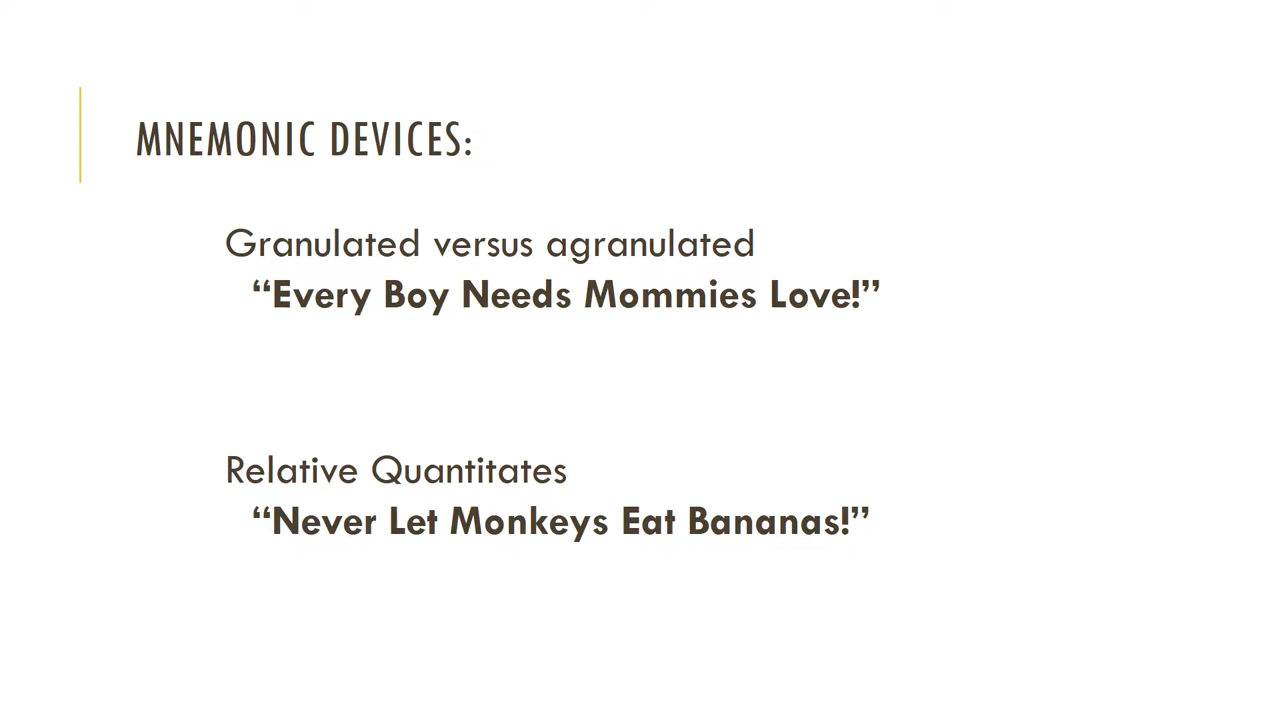 MNEMONIC DEVICES:
Granulated versus agranulated
“Every Boy Needs Mommies Love!”
Relative Quantitates
“Never Let Monkeys Eat Bananas!”